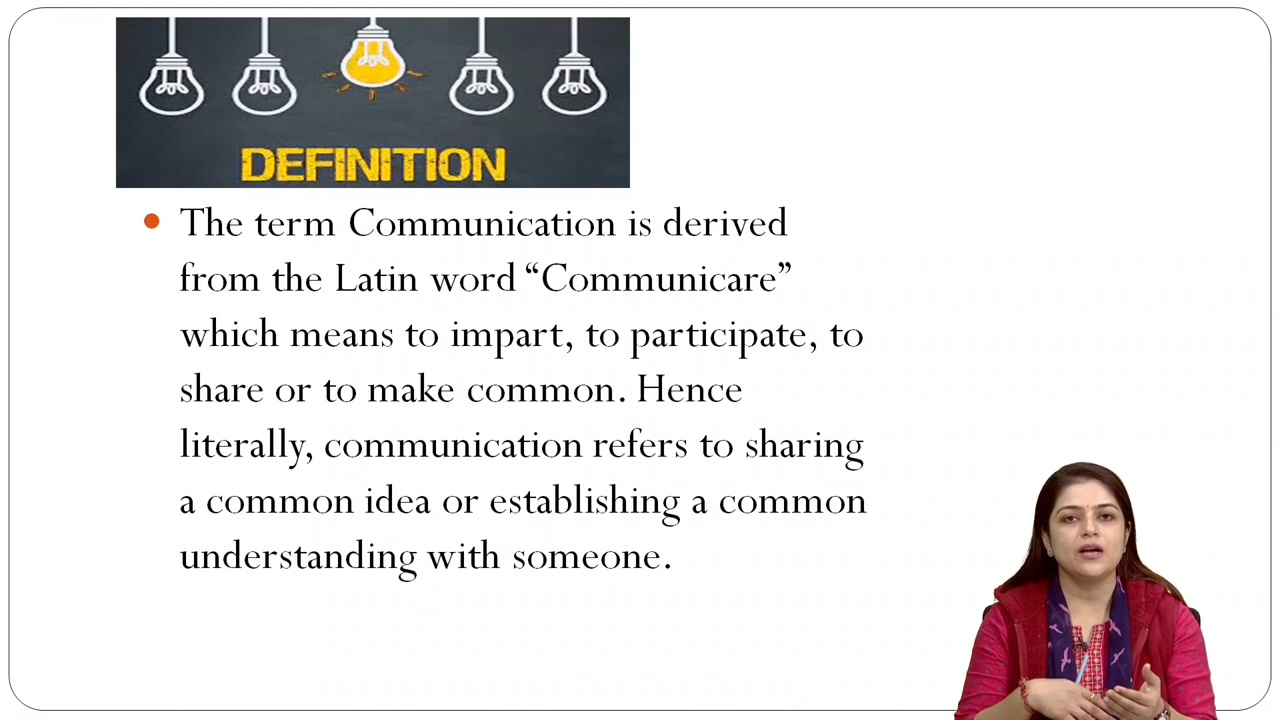 DEFINITION
The term Communication is derived
from the Latin word “Communicare”
which means to impart, to participate, to
share or to make common. Hence
literally, communication refers to sharing
a common idea or establishing a common
understanding with someone.